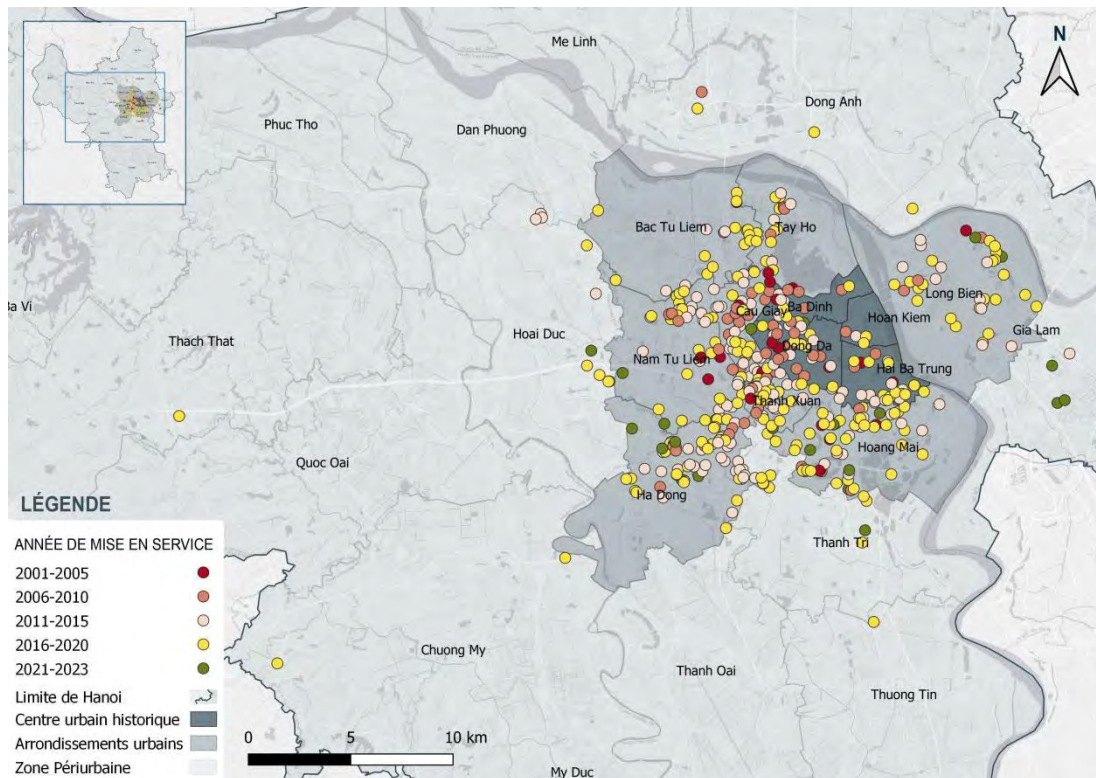 Me Linh
N
Dong Anh
Phuc Tho
Dan Phuong
Bac Tu Liem
Tay Ho
Ba Vi
Long Bien
Cau Giay
Ba Dinh
Hoan Kiem
Gia Lam
Thach That
Hoai Duc
Dong Da
Nam Tu Liem
Hai Ba Trung
Thanh Xuan
Hoang Mai
Quoc Oai
Ha Dong
Thanh Tri
Chuong My
Thanh Oai
Thuong Tin
My Duc
LÉGENDE
ANNÉE DE MISE EN SERVICE
2001-2005
2006-2010
2011-2015
2016-2020
2021-2023
Limite de Hanoi
Centre urbain historique
Arrondissements urbains
Zone Périurbaine
0 5 10 km